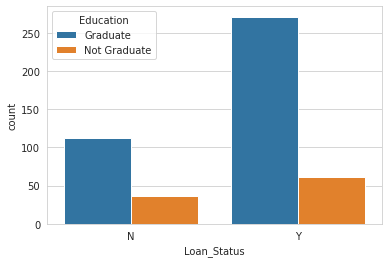 Education
Graduate
Not Graduate
count
250
200
150
100
50
0
N
Y
Loan_Status